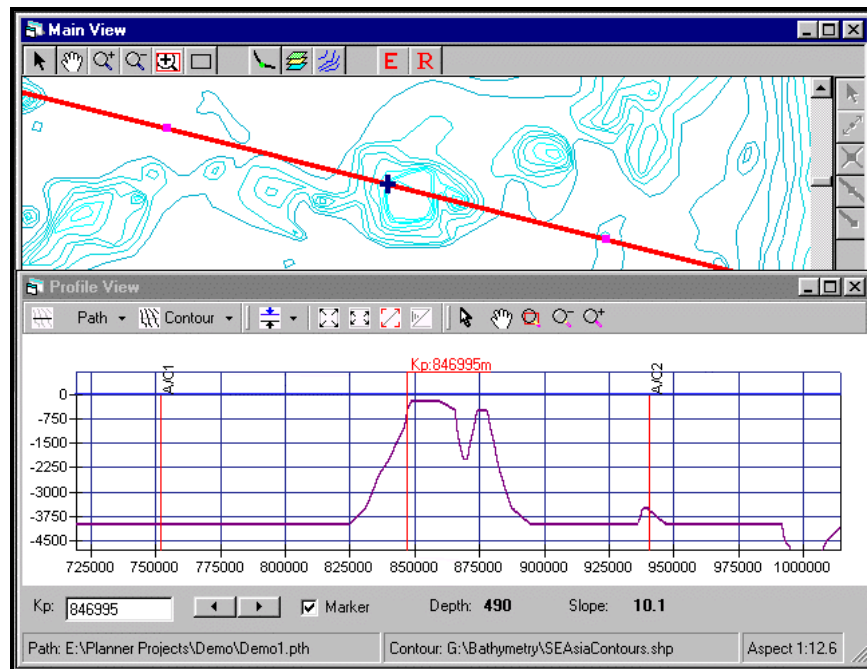 Main View
E R
Profile View
Path Contour
Kp:846995m
A/C1
A/C2
0
-750
-1500
-2250
-3000
-3750
-4500
725000 750000 775000 800000 825000 850000 875000 900000 925000 950000 975000 1000000
Kp: 846995 Marker Depth: 490 Slope: 10.1
Path: E:\Planner Projects\Demo\Demo1.pth Contour: G:\Bathymetry\SEAsiaContours.shp Aspect 1:12.6